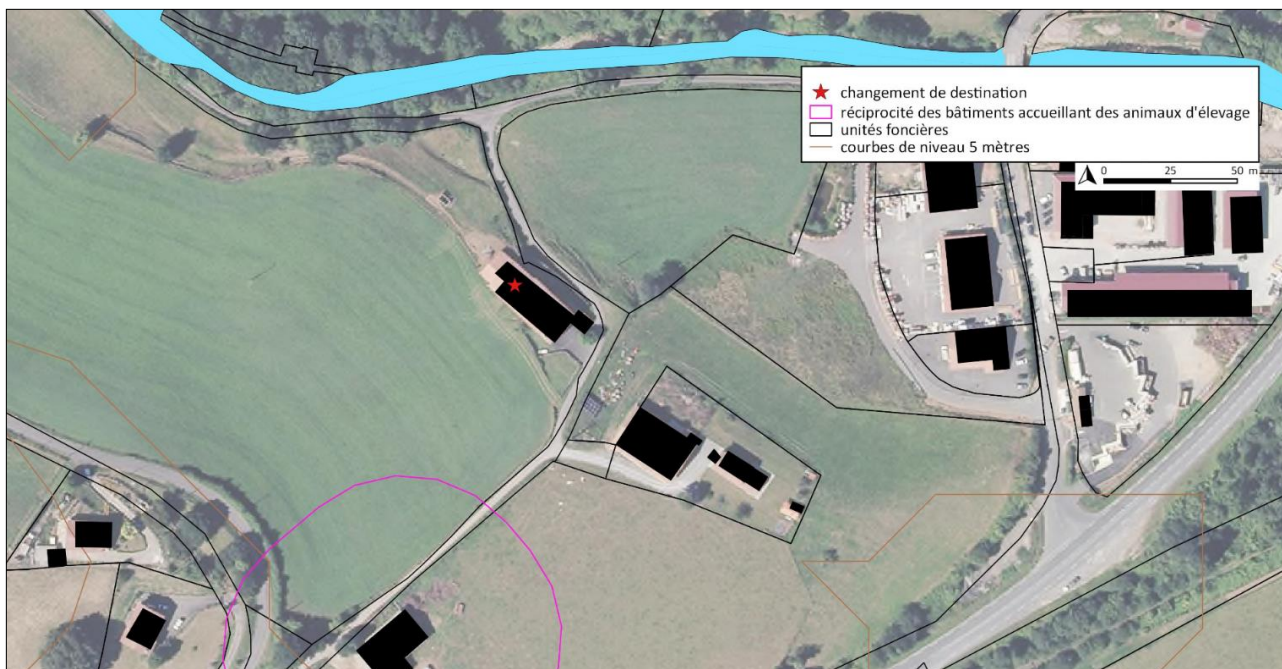 changement de destination
réciprocité des bâtiments accueillant des animaux d'élevage
unités foncières
courbes de niveau 5 mètres
0 25 50 m